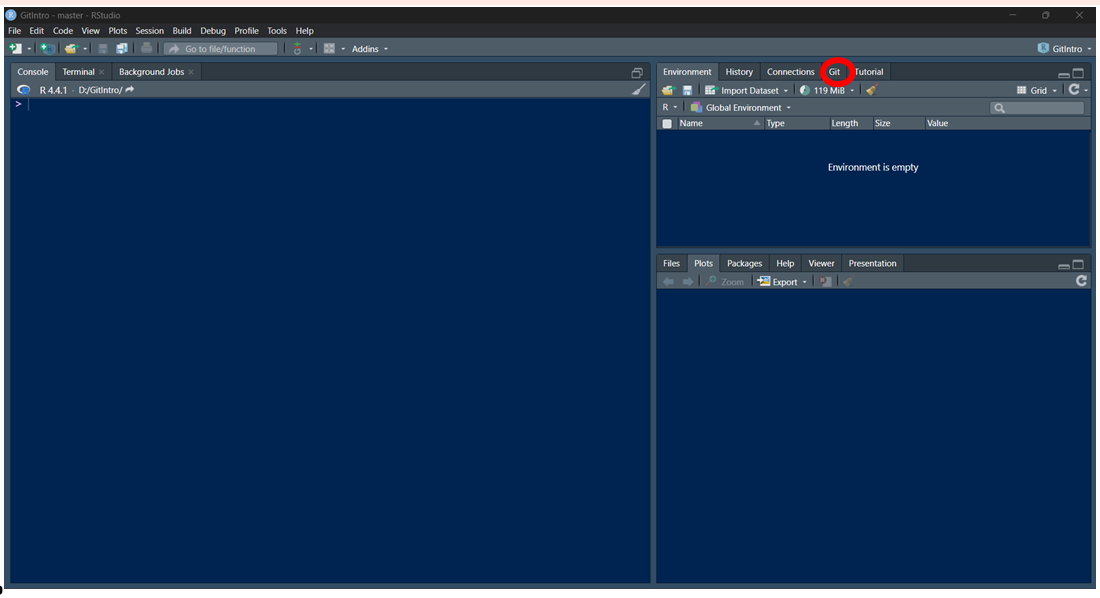 GitIntro - master - RStudio
File Edit Code View Plots Session Build Debug Profile Tools Help
Go to file/function Addins GitIntro
Console Terminal Background Jobs
R 4.4.1 · D:/GitIntro/
>
Environment History Connections Git Tutorial
Import Dataset 119 MiB Grid
R Global Environment
Name Type Length Size Value
Environment is empty
Files Plots Packages Help Viewer Presentation
Zoom Export